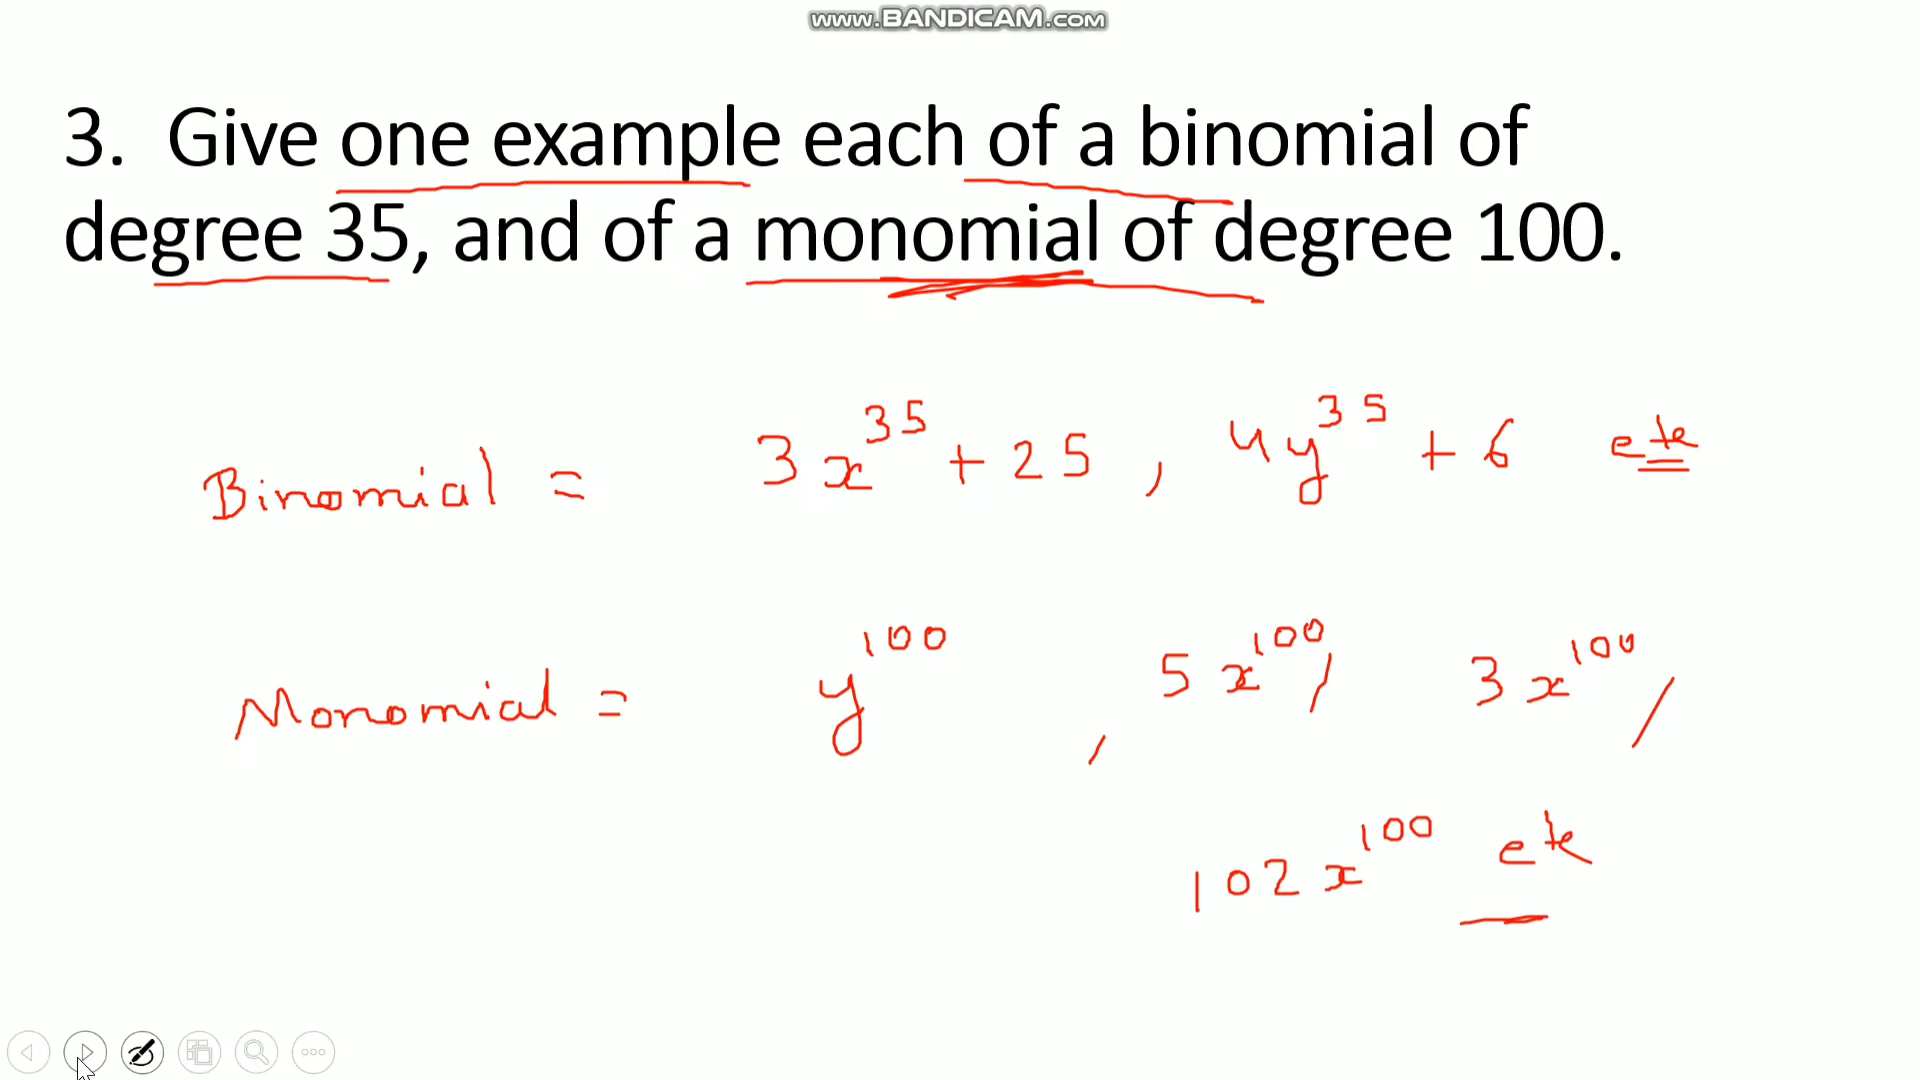 www.BANDICAM.com
3. Give one example each of a binomial of
degree 35, and of a monomial of degree 100.
Binomial = 3x³⁵ + 25 , 4y³⁵ + 6 etc
Monomial = y¹⁰⁰ , 5x¹⁰⁰, 3x¹⁰⁰,
102x¹⁰⁰ etc